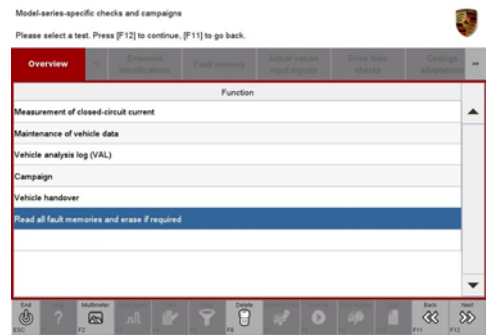 Model-series-specific checks and campaigns
Please select a test. Press [F12] to continue, [F11] to go back.
Overview
Extended
identifications
Fault memory
Actual values
input signals
Drive links
checks
Codings
adaptations
Function
Measurement of closed-circuit current
Maintenance of vehicle data
Vehicle analysis log (VAL)
Campaign
Vehicle handover
Read all fault memories and erase if required
End
Multimeter
Delete
Back
Next
ESC
F2
F6
F11
F12